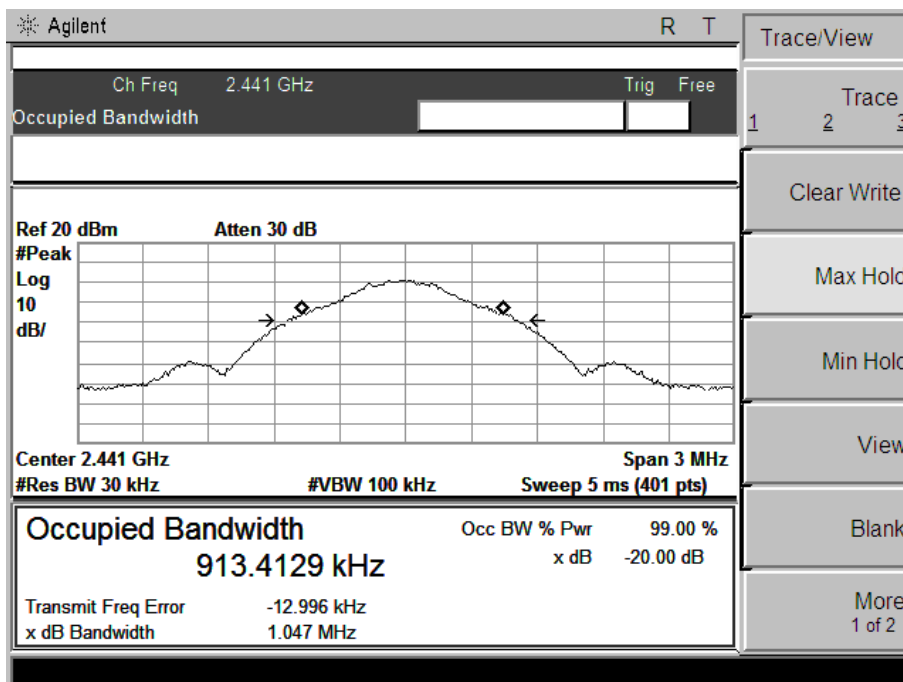 Agilent R T
Ch Freq 2.441 GHz Trig Free
Occupied Bandwidth
Ref 20 dBm Atten 30 dB
#Peak
Log
10
dB/
Center 2.441 GHz Span 3 MHz
#Res BW 30 kHz #VBW 100 kHz Sweep 5 ms (401 pts)
Occupied Bandwidth Occ BW % Pwr 99.00 %
913.4129 kHz x dB -20.00 dB
Transmit Freq Error -12.996 kHz
x dB Bandwidth 1.047 MHz
Trace/View
Trace
1 2 3
Clear Write
Max Hold
Min Hold
View
Blank
More
1 of 2